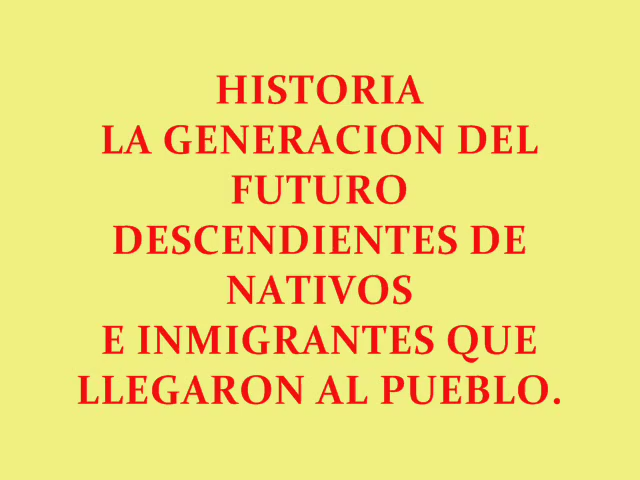 HISTORIA
LA GENERACION DEL
FUTURO
DESCENDIENTES DE
NATIVOS
E INMIGRANTES QUE
LLEGARON AL PUEBLO.